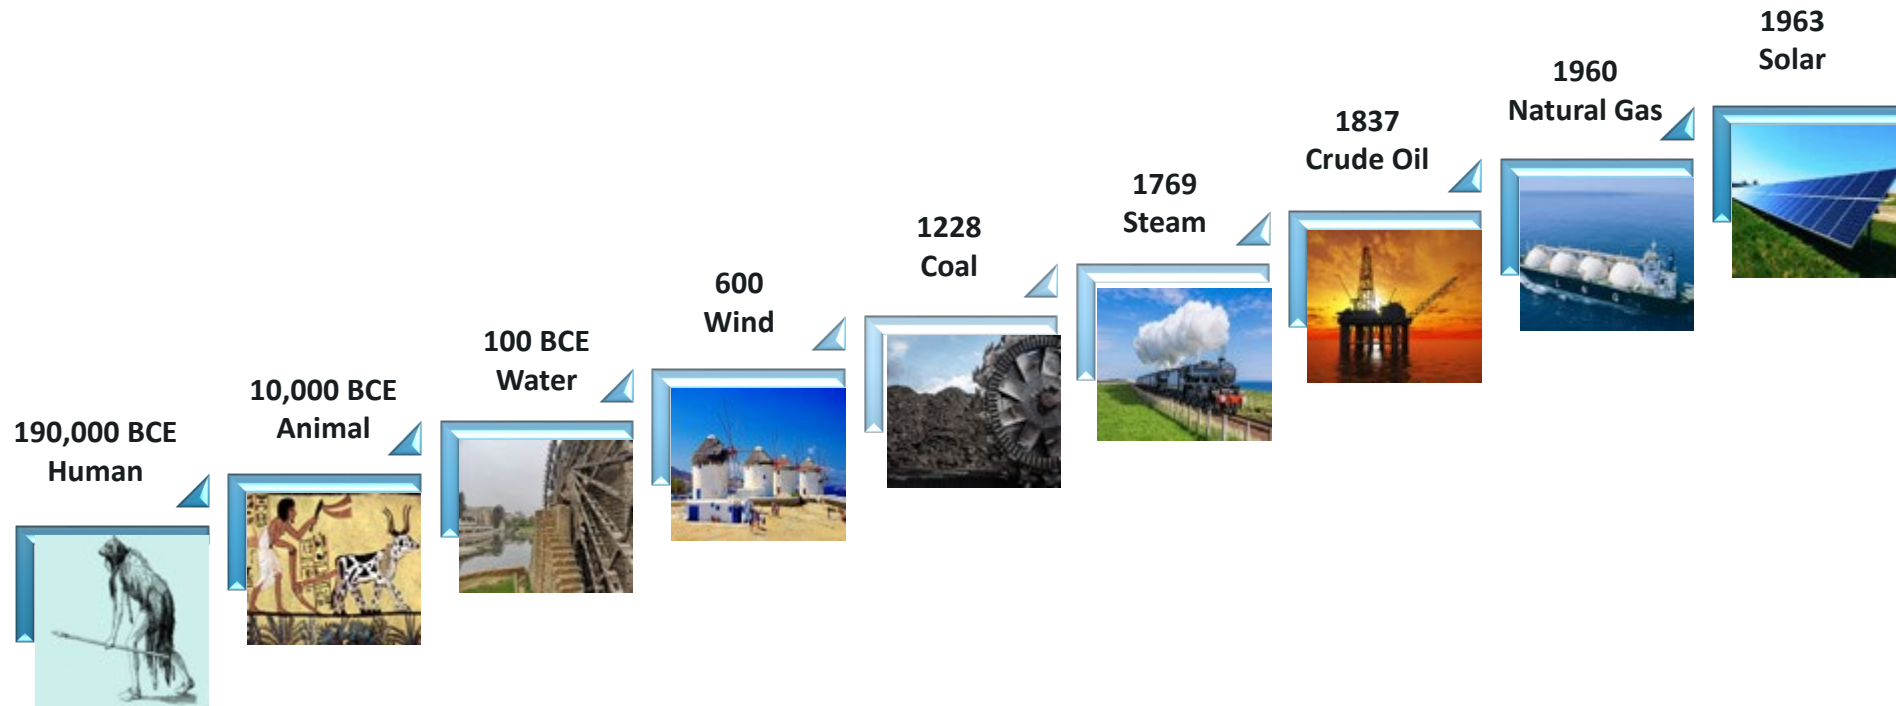 190,000 BCE
Human
10,000 BCE
Animal
100 BCE
Water
600
Wind
1228
Coal
1769
Steam
1837
Crude Oil
1960
Natural Gas
1963
Solar
L N G